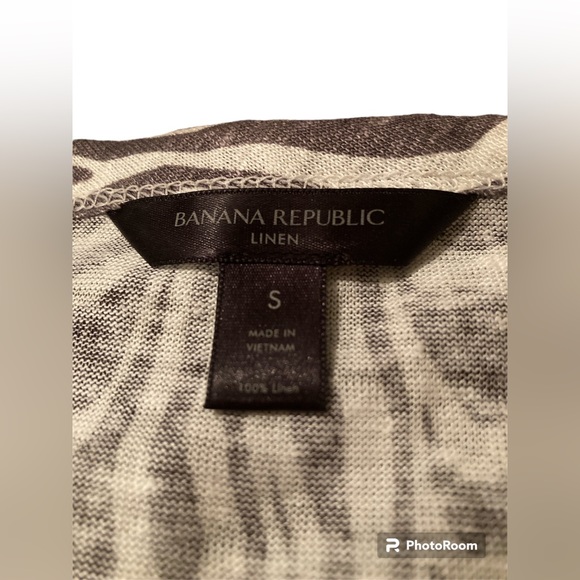 BANANA REPUBLIC
LINEN
S
MADE IN
VIETNAM
100% Linen
PhotoRoom